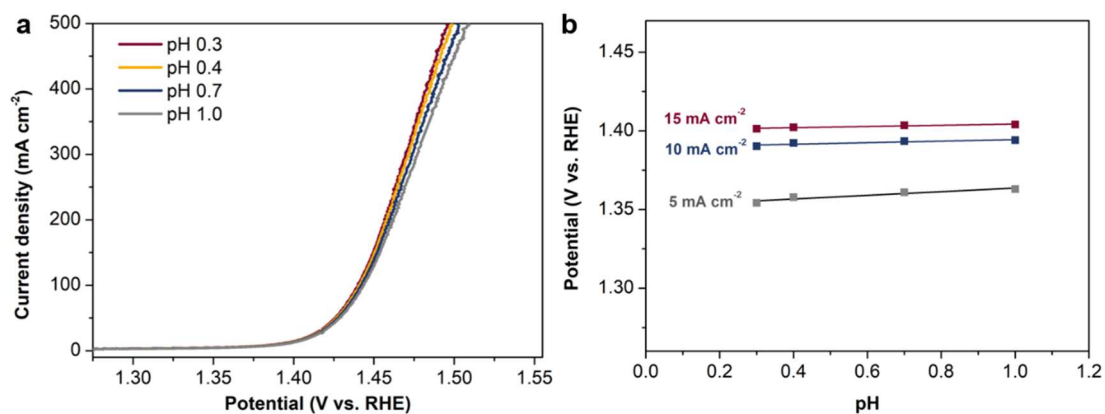 a
500
400
300
200
100
0
Current density (mA cm⁻²)
pH 0.3
pH 0.4
pH 0.7
pH 1.0
1.30 1.35 1.40 1.45 1.50 1.55
Potential (V vs. RHE)
b
1.45
1.40
1.35
1.30
Potential (V vs. RHE)
15 mA cm⁻²
10 mA cm⁻²
5 mA cm⁻²
0.0 0.2 0.4 0.6 0.8 1.0 1.2
pH